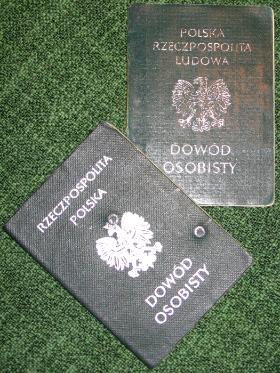 POLSKA
RZECZPOSPOLITA
LUDOWA
DOWÓD
OSOBISTY
RZECZPOSPOLITA
POLSKA
DOWÓD
OSOBISTY